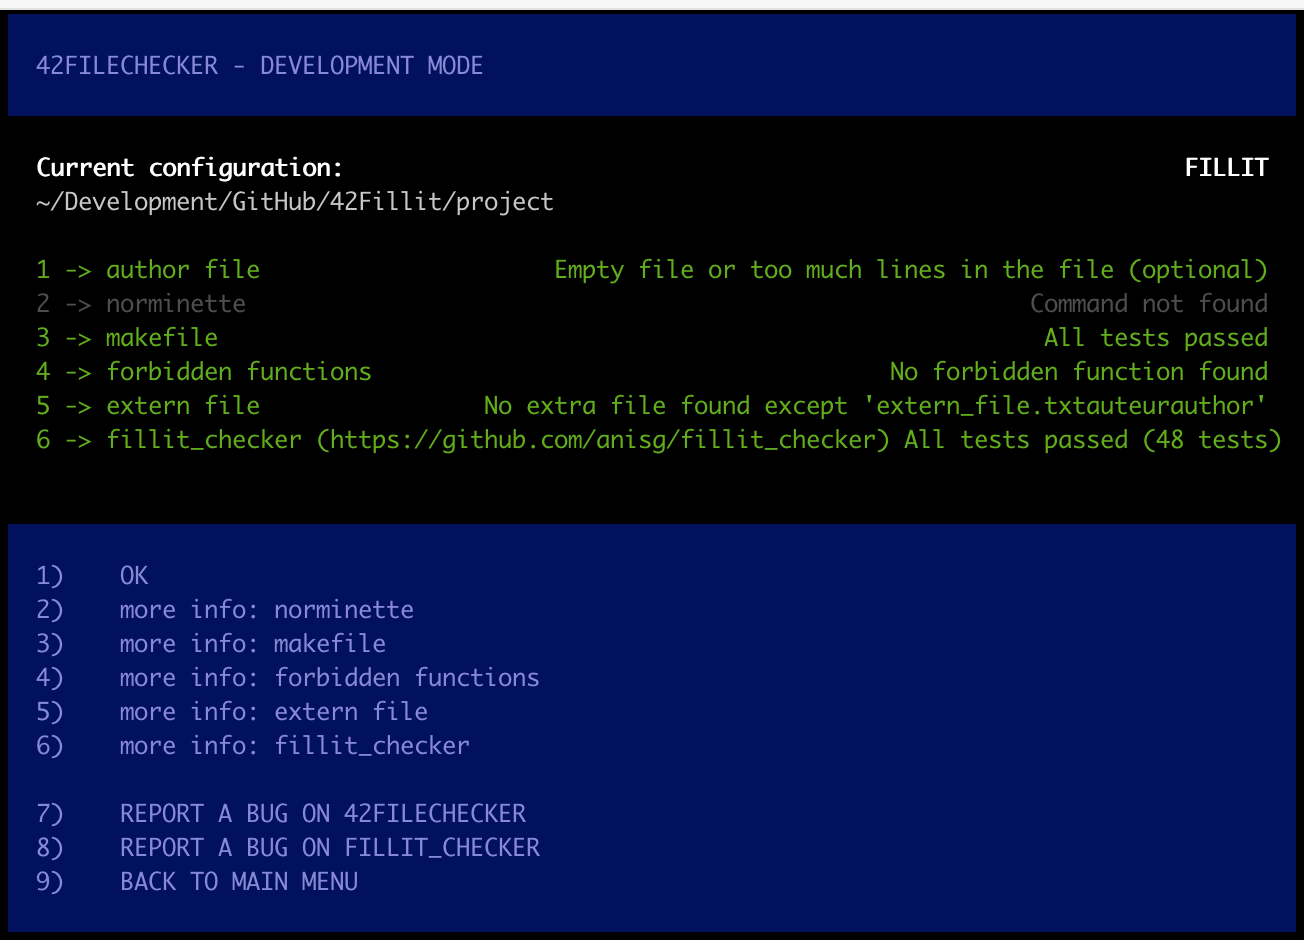 42FILECHECKER - DEVELOPMENT MODE
Current configuration: FILLIT
~/Development/GitHub/42Fillit/project
1 -> author file Empty file or too much lines in the file (optional)
2 -> norminette Command not found
3 -> makefile All tests passed
4 -> forbidden functions No forbidden function found
5 -> extern file No extra file found except 'extern_file.txtauteurauthor'
6 -> fillit_checker (https://github.com/anisg/fillit_checker) All tests passed (48 tests)
1) OK
2) more info: norminette
3) more info: makefile
4) more info: forbidden functions
5) more info: extern file
6) more info: fillit_checker
7) REPORT A BUG ON 42FILECHECKER
8) REPORT A BUG ON FILLIT_CHECKER
9) BACK TO MAIN MENU